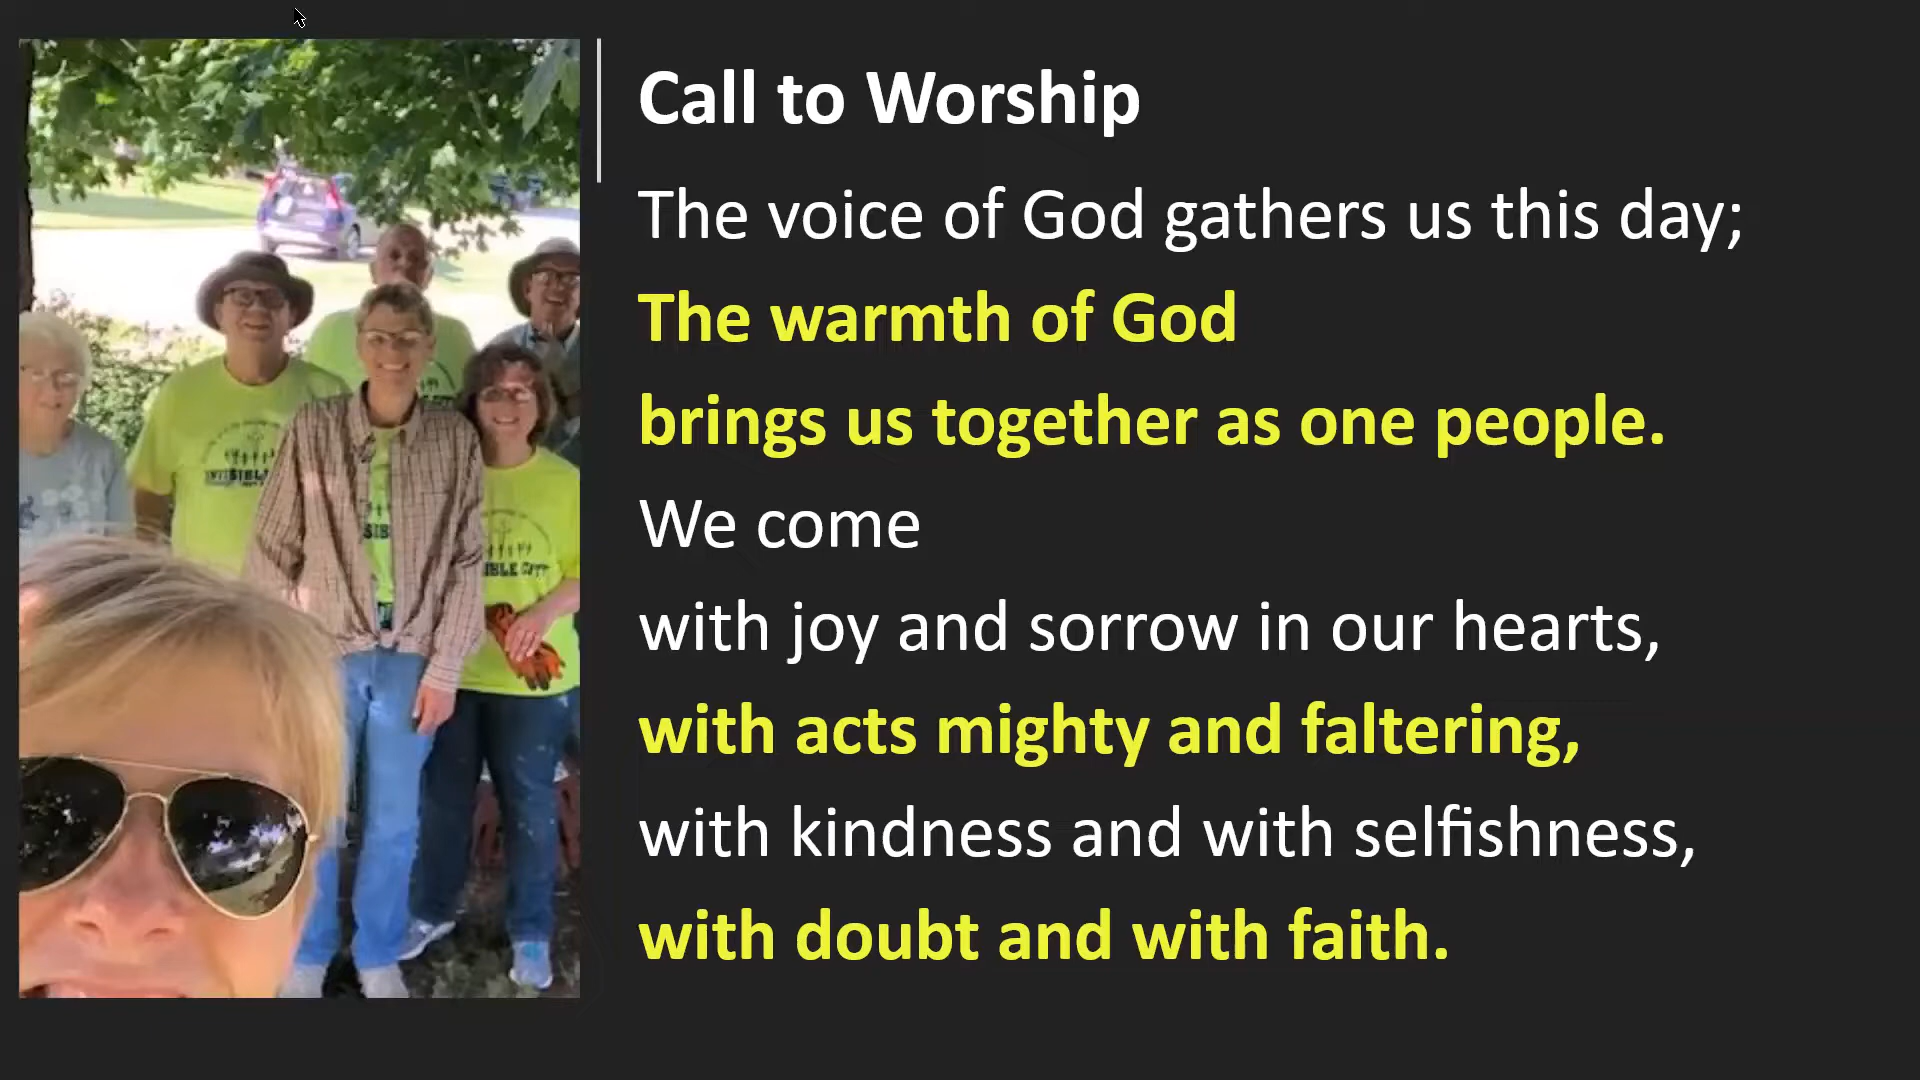 Call to Worship
The voice of God gathers us this day;
The warmth of God
brings us together as one people.
We come
with joy and sorrow in our hearts,
with acts mighty and faltering,
with kindness and with selfishness,
with doubt and with faith.